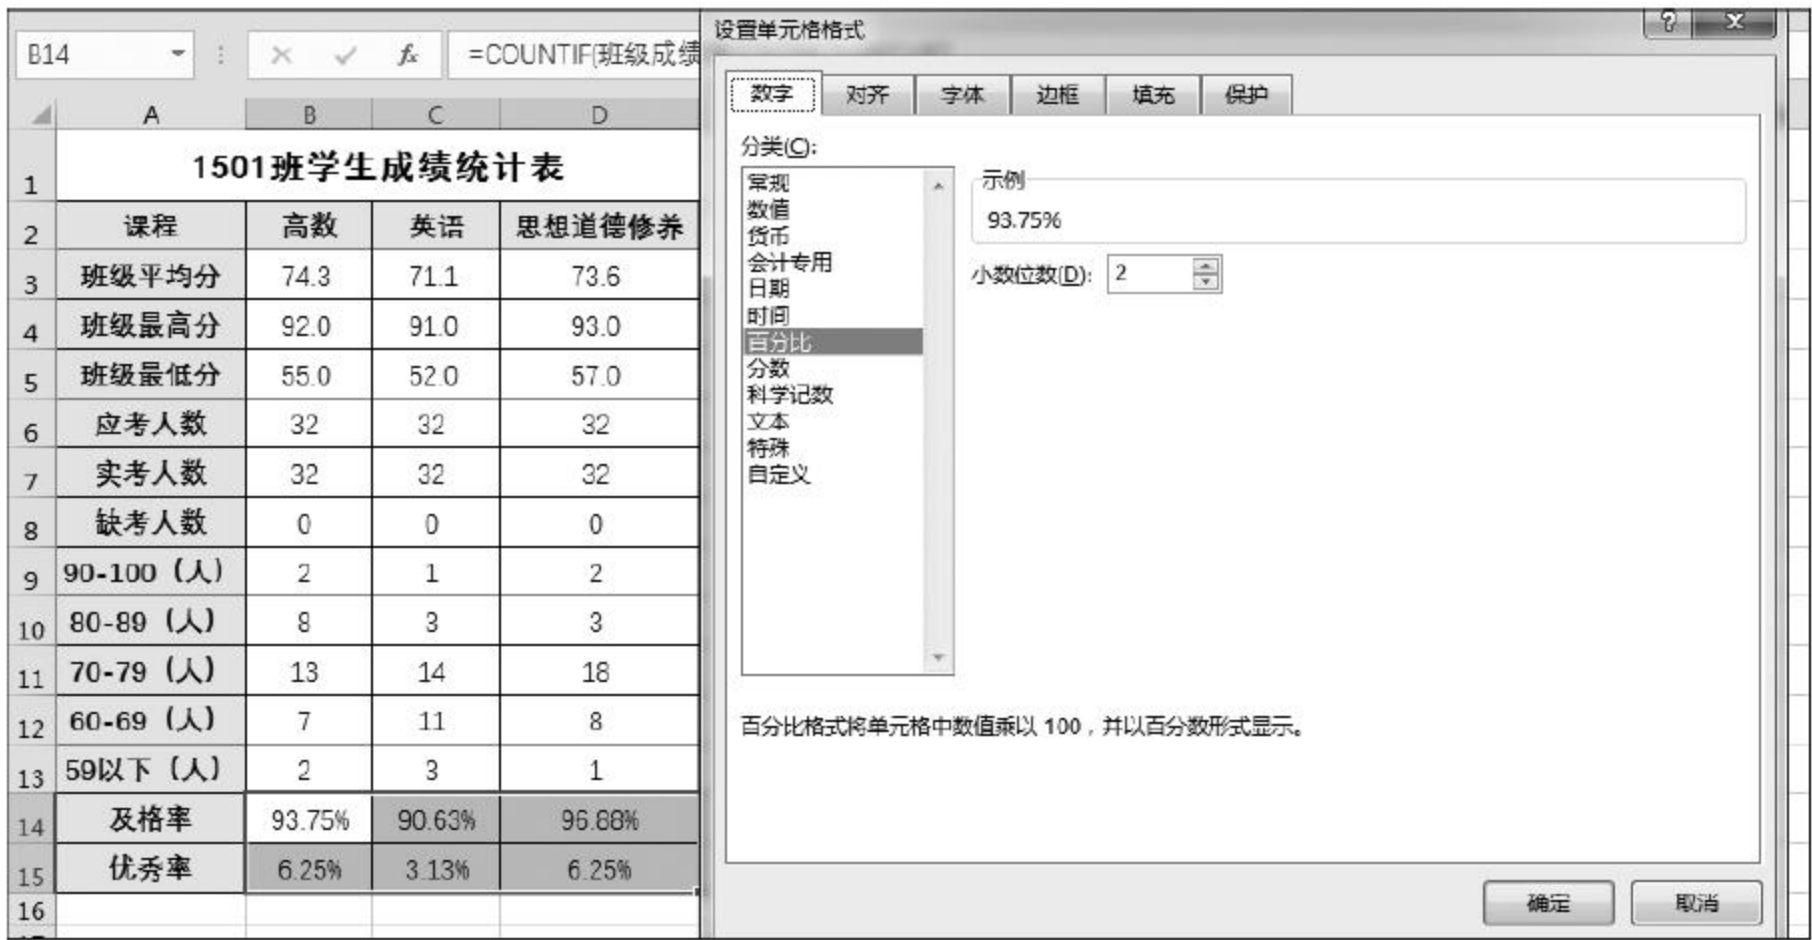 B14 =COUNTIF(班级成绩
A B C D
1 1501班学生成绩统计表
2 课程 高数 英语 思想道德修养
3 班级平均分 74.3 71.1 73.6
4 班级最高分 92.0 91.0 93.0
5 班级最低分 55.0 52.0 57.0
6 应考人数 32 32 32
7 实考人数 32 32 32
8 缺考人数 0 0 0
9 90-100（人） 2 1 2
10 80-89（人） 8 3 3
11 70-79（人） 13 14 18
12 60-69（人） 7 11 8
13 59以下（人） 2 3 1
14 及格率 93.75% 90.63% 96.88%
15 优秀率 6.25% 3.13% 6.25%
16
设置单元格格式
数字 对齐 字体 边框 填充 保护
分类(C):
常规
数值
货币
会计专用
日期
时间
百分比
分数
科学记数
文本
特殊
自定义
示例
93.75%
小数位数(D): 2
百分比格式将单元格中数值乘以 100，并以百分数形式显示。
确定 取消